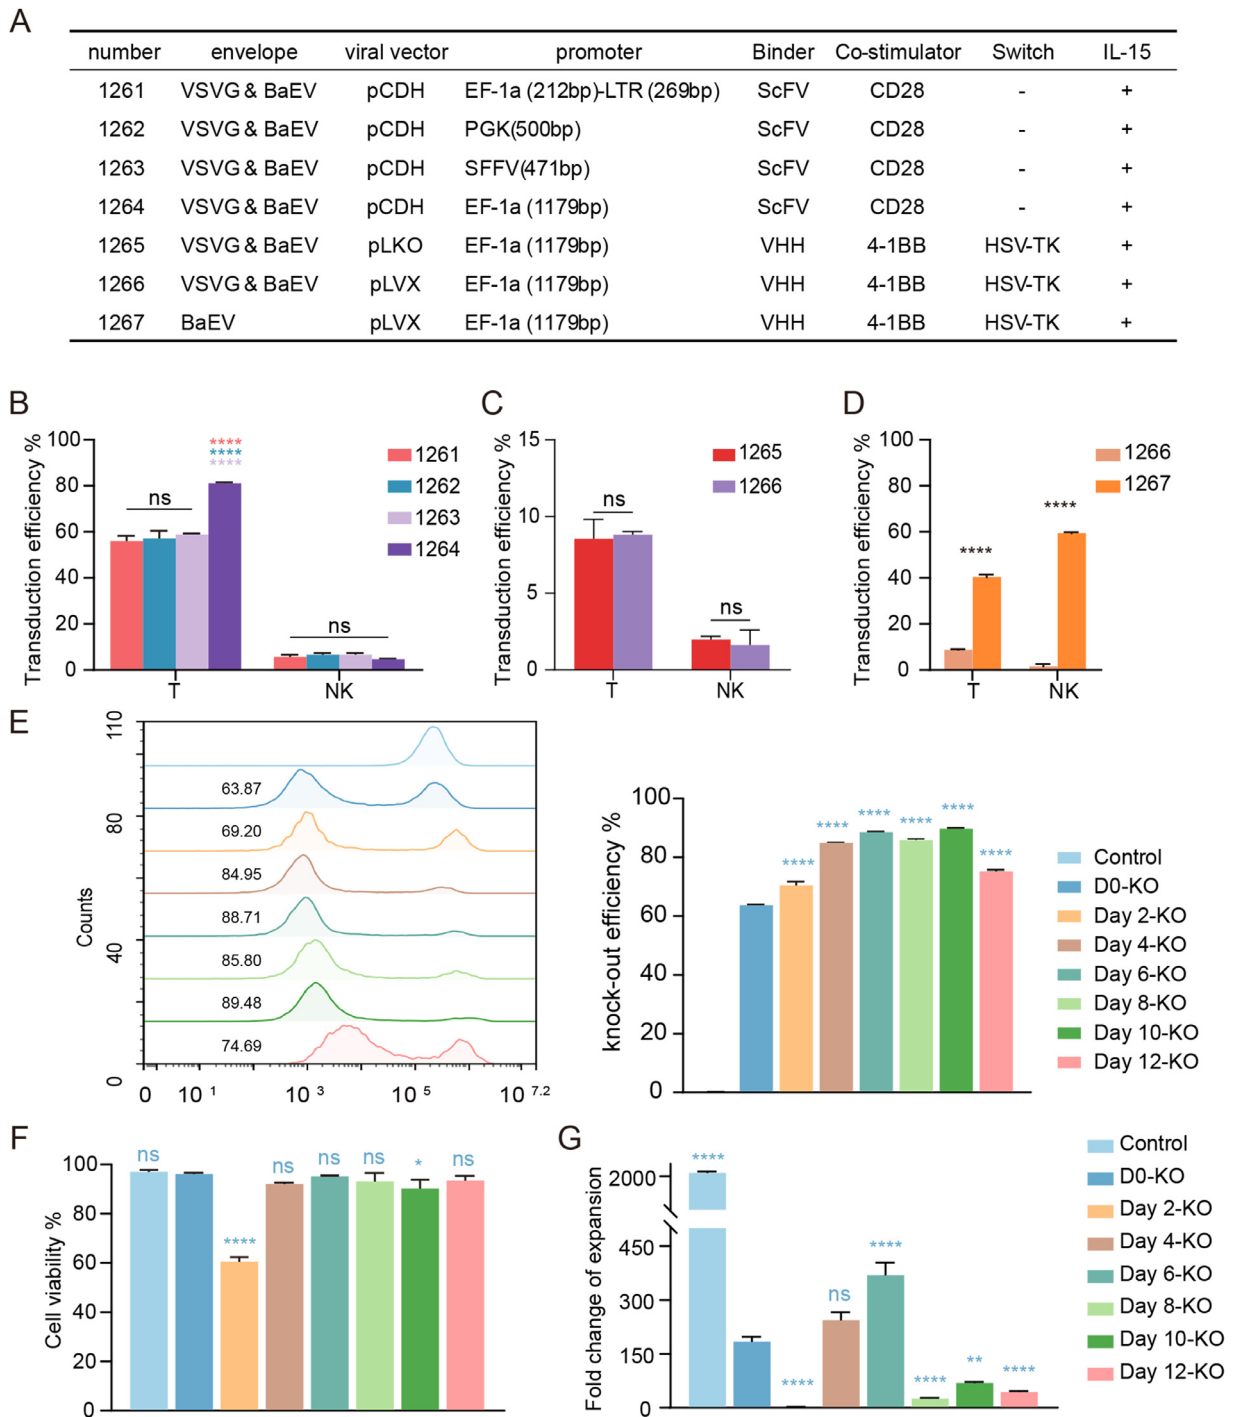 A
number envelope viral vector promoter Binder Co-stimulator Switch IL-15
1261 VSVG & BaEV pCDH EF-1a (212bp)-LTR (269bp) ScFV CD28 - +
1262 VSVG & BaEV pCDH PGK(500bp) ScFV CD28 - +
1263 VSVG & BaEV pCDH SFFV(471bp) ScFV CD28 - +
1264 VSVG & BaEV pCDH EF-1a (1179bp) ScFV CD28 - +
1265 VSVG & BaEV pLKO EF-1a (1179bp) VHH 4-1BB HSV-TK +
1266 VSVG & BaEV pLVX EF-1a (1179bp) VHH 4-1BB HSV-TK +
1267 BaEV pLVX EF-1a (1179bp) VHH 4-1BB HSV-TK +
B
Transduction efficiency %
100
80
60
40
20
0
ns
****
****
****
ns
T NK
1261
1262
1263
1264
C
Transduction efficiency %
15
10
5
0
ns
ns
T NK
1265
1266
D
Transduction efficiency %
100
80
60
40
20
0
****
****
T NK
1266
1267
E
Counts
110
80
40
0
63.87
69.20
84.95
88.71
85.80
89.48
74.69
0 10 1 10 3 10 5 10 7.2
knock-out efficiency %
100
80
60
40
20
0
****
****
****
****
****
****
Control
D0-KO
Day 2-KO
Day 4-KO
Day 6-KO
Day 8-KO
Day 10-KO
Day 12-KO
F
Cell viability %
100
80
60
40
20
0
ns
****
ns
ns
ns
*
ns
G
Fold change of expansion
2000
450
300
150
0
****
****
ns
****
****
**
****
Control
D0-KO
Day 2-KO
Day 4-KO
Day 6-KO
Day 8-KO
Day 10-KO
Day 12-KO